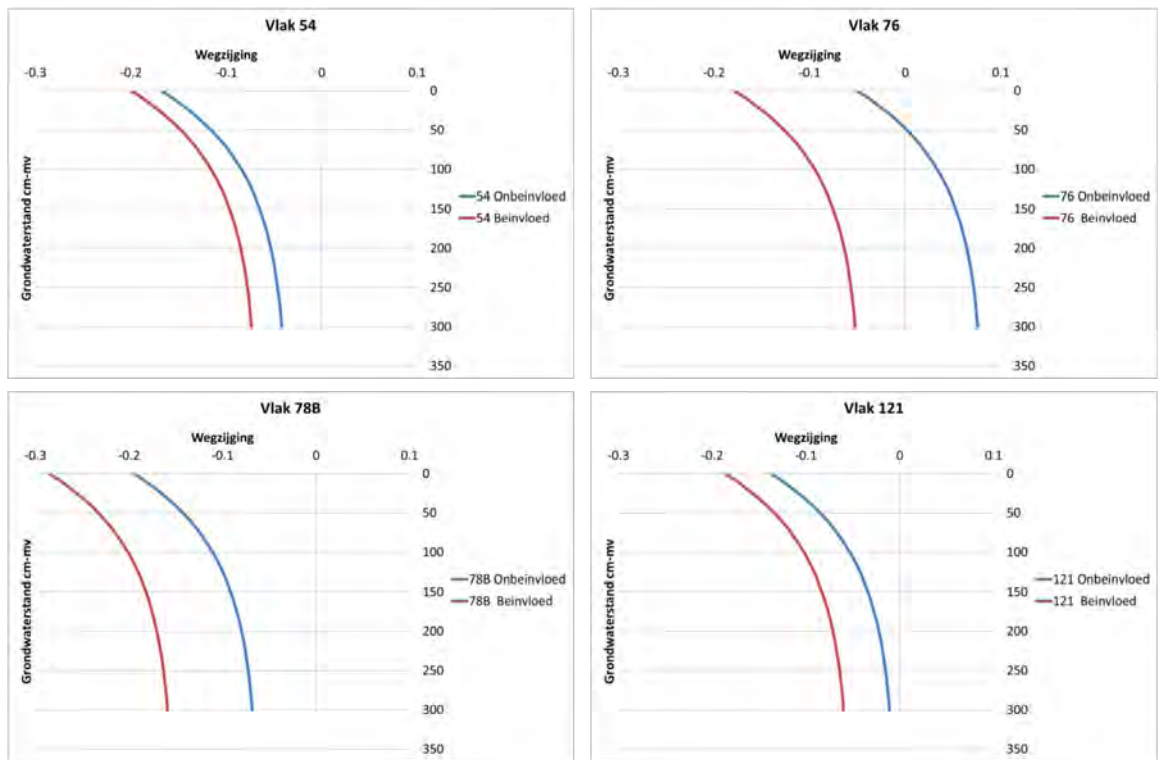 Vlak 54
Wegzijging
-0.3 -0.2 -0.1 0 0.1
0
50
100
150
200
250
300
350
Grondwaterstand cm-mv
54 Onbeinvloed
54 Beinvloed
Vlak 76
Wegzijging
-0.3 -0.2 -0.1 0 0.1
0
50
100
150
200
250
300
350
Grondwaterstand cm-mv
76 Onbeinvloed
76 Beinvloed
Vlak 78B
Wegzijging
-0.3 -0.2 -0.1 0 0.1
0
50
100
150
200
250
300
350
Grondwaterstand cm-mv
78B Onbeinvloed
78B Beinvloed
Vlak 121
Wegzijging
-0.3 -0.2 -0.1 0 0.1
0
50
100
150
200
250
300
350
Grondwaterstand cm-mv
121 Onbeinvloed
121 Beinvloed